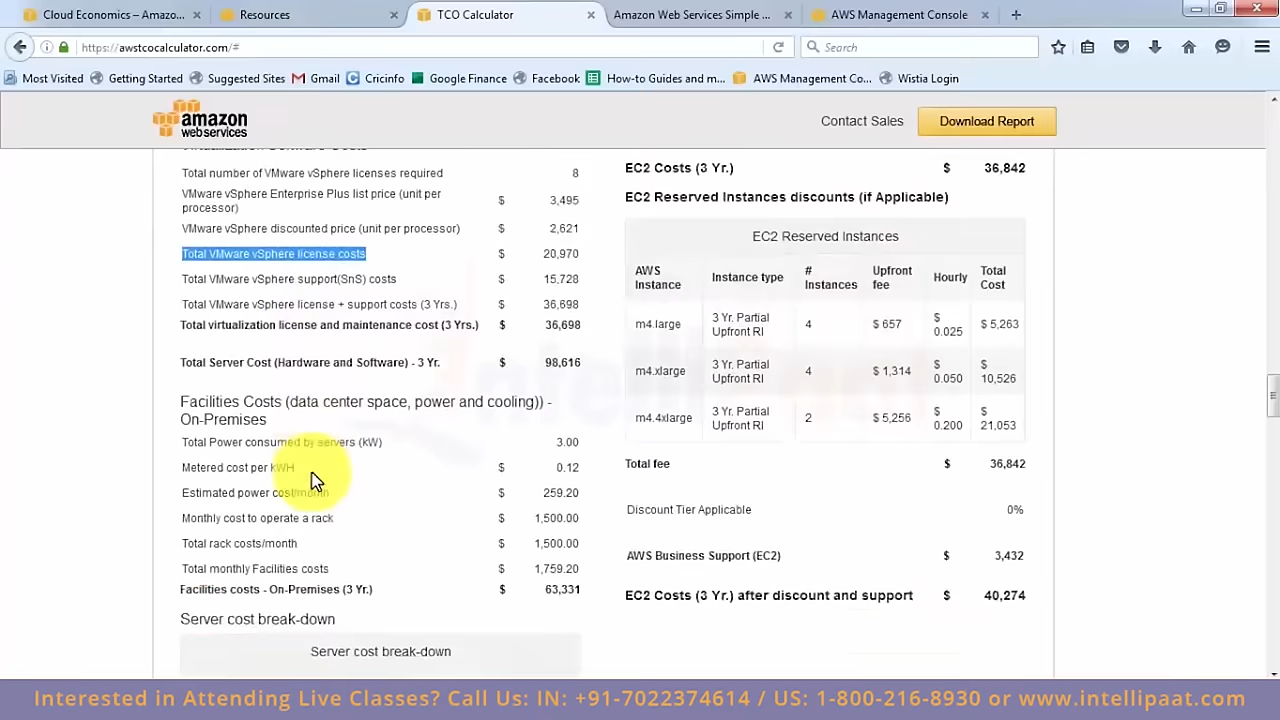 Cloud Economics – Amazo...
Resources
TCO Calculator
Amazon Web Services Simple ...
AWS Management Console
https://awstcocalculator.com/#
Search
Most Visited
Getting Started
Suggested Sites
Gmail
Cricinfo
Google Finance
Facebook
How-to Guides and m...
AWS Management Co...
Wistia Login
amazon
web services
Contact Sales
Download Report
Virtualization Software Costs
Total number of VMware vSphere licenses required 8
VMware vSphere Enterprise Plus list price (unit per
processor) $ 3,495
VMware vSphere discounted price (unit per processor) $ 2,621
Total VMware vSphere license costs $ 20,970
Total VMware vSphere support(SnS) costs $ 15,728
Total VMware vSphere license + support costs (3 Yrs.) $ 36,698
Total virtualization license and maintenance cost (3 Yrs.) $ 36,698
Total Server Cost (Hardware and Software) - 3 Yr. $ 98,616
Facilities Costs (data center space, power and cooling)) -
On-Premises
Total Power consumed by servers (kW) 3.00
Metered cost per kWH $ 0.12
Estimated power cost/month $ 259.20
Monthly cost to operate a rack $ 1,500.00
Total rack costs/month $ 1,500.00
Total monthly Facilities costs $ 1,759.20
Facilities costs - On-Premises (3 Yr.) $ 63,331
Server cost break-down
Server cost break-down
EC2 Costs (3 Yr.) $ 36,842
EC2 Reserved Instances discounts (if Applicable)
EC2 Reserved Instances
AWS Instance Instance type # Instances Upfront fee Hourly Total Cost
m4.large 3 Yr. Partial Upfront RI 4 $ 657 $ 0.025 $ 5,263
m4.xlarge 3 Yr. Partial Upfront RI 4 $ 1,314 $ 0.050 $ 10,526
m4.4xlarge 3 Yr. Partial Upfront RI 2 $ 5,256 $ 0.200 $ 21,053
Total fee $ 36,842
Discount Tier Applicable 0%
AWS Business Support (EC2) $ 3,432
EC2 Costs (3 Yr.) after discount and support $ 40,274
Interested in Attending Live Classes? Call Us: IN: +91-7022374614 / US: 1-800-216-8930 or www.intellipaat.com